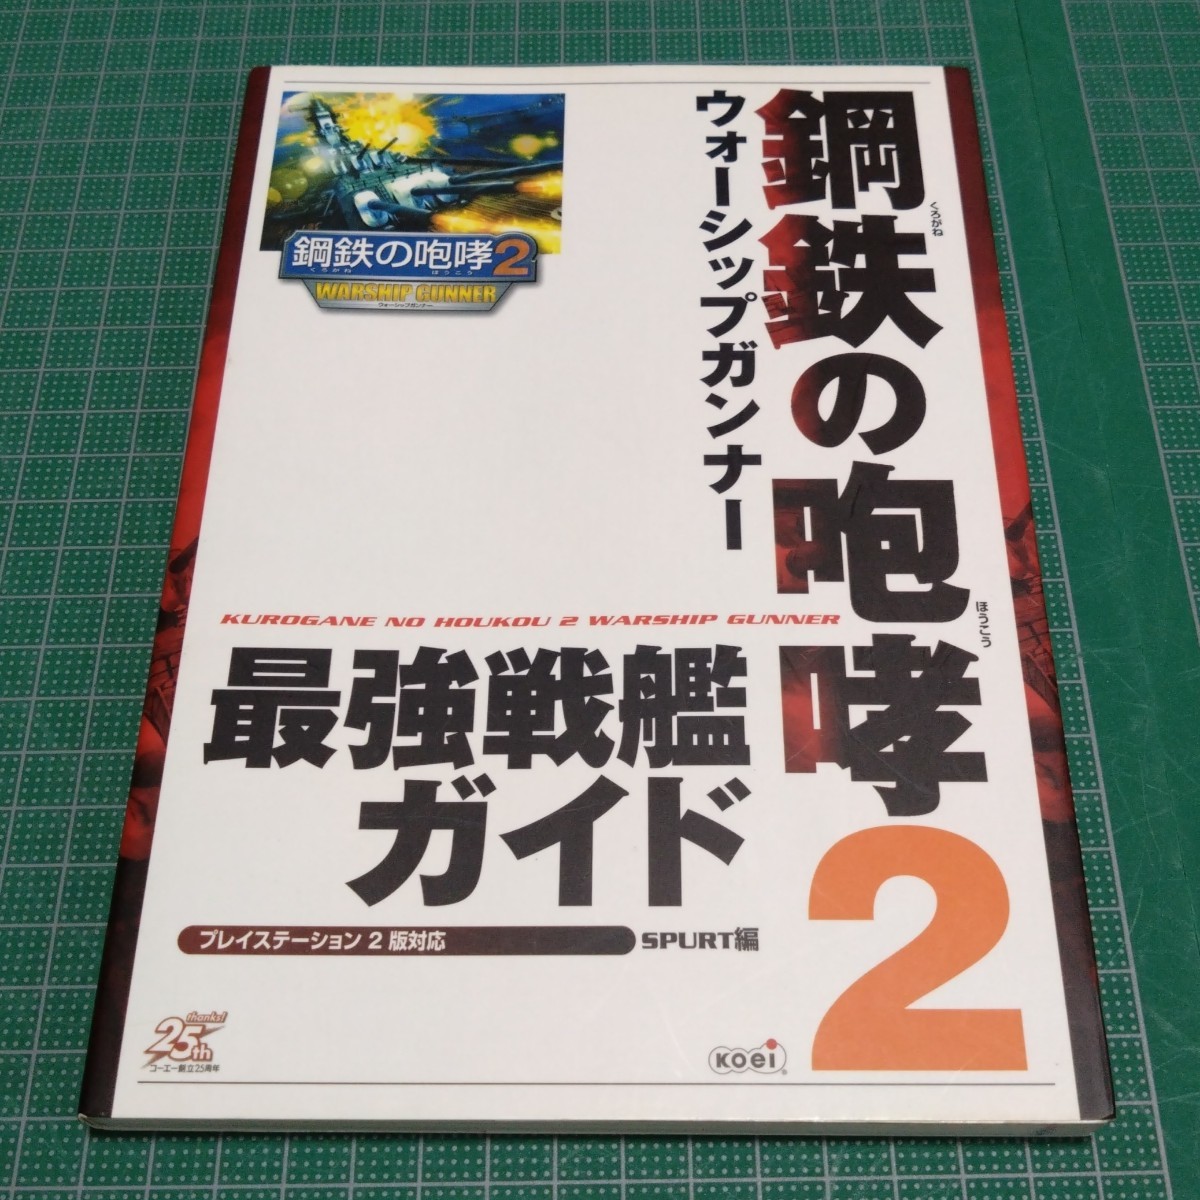 鋼鉄の咆哮2
くろがね
ほうこう
ウォーシップガンナー
鋼鉄の咆哮2
くろがね ほうこう
WARSHIP GUNNER
ウォーシップガンナー
KUROGANE NO HOUKOU 2 WARSHIP GUNNER
最強戦艦
ガイド
プレイステーション 2 版対応
SPURT編
thanks!
25th
コーエー創立25周年
KOEI